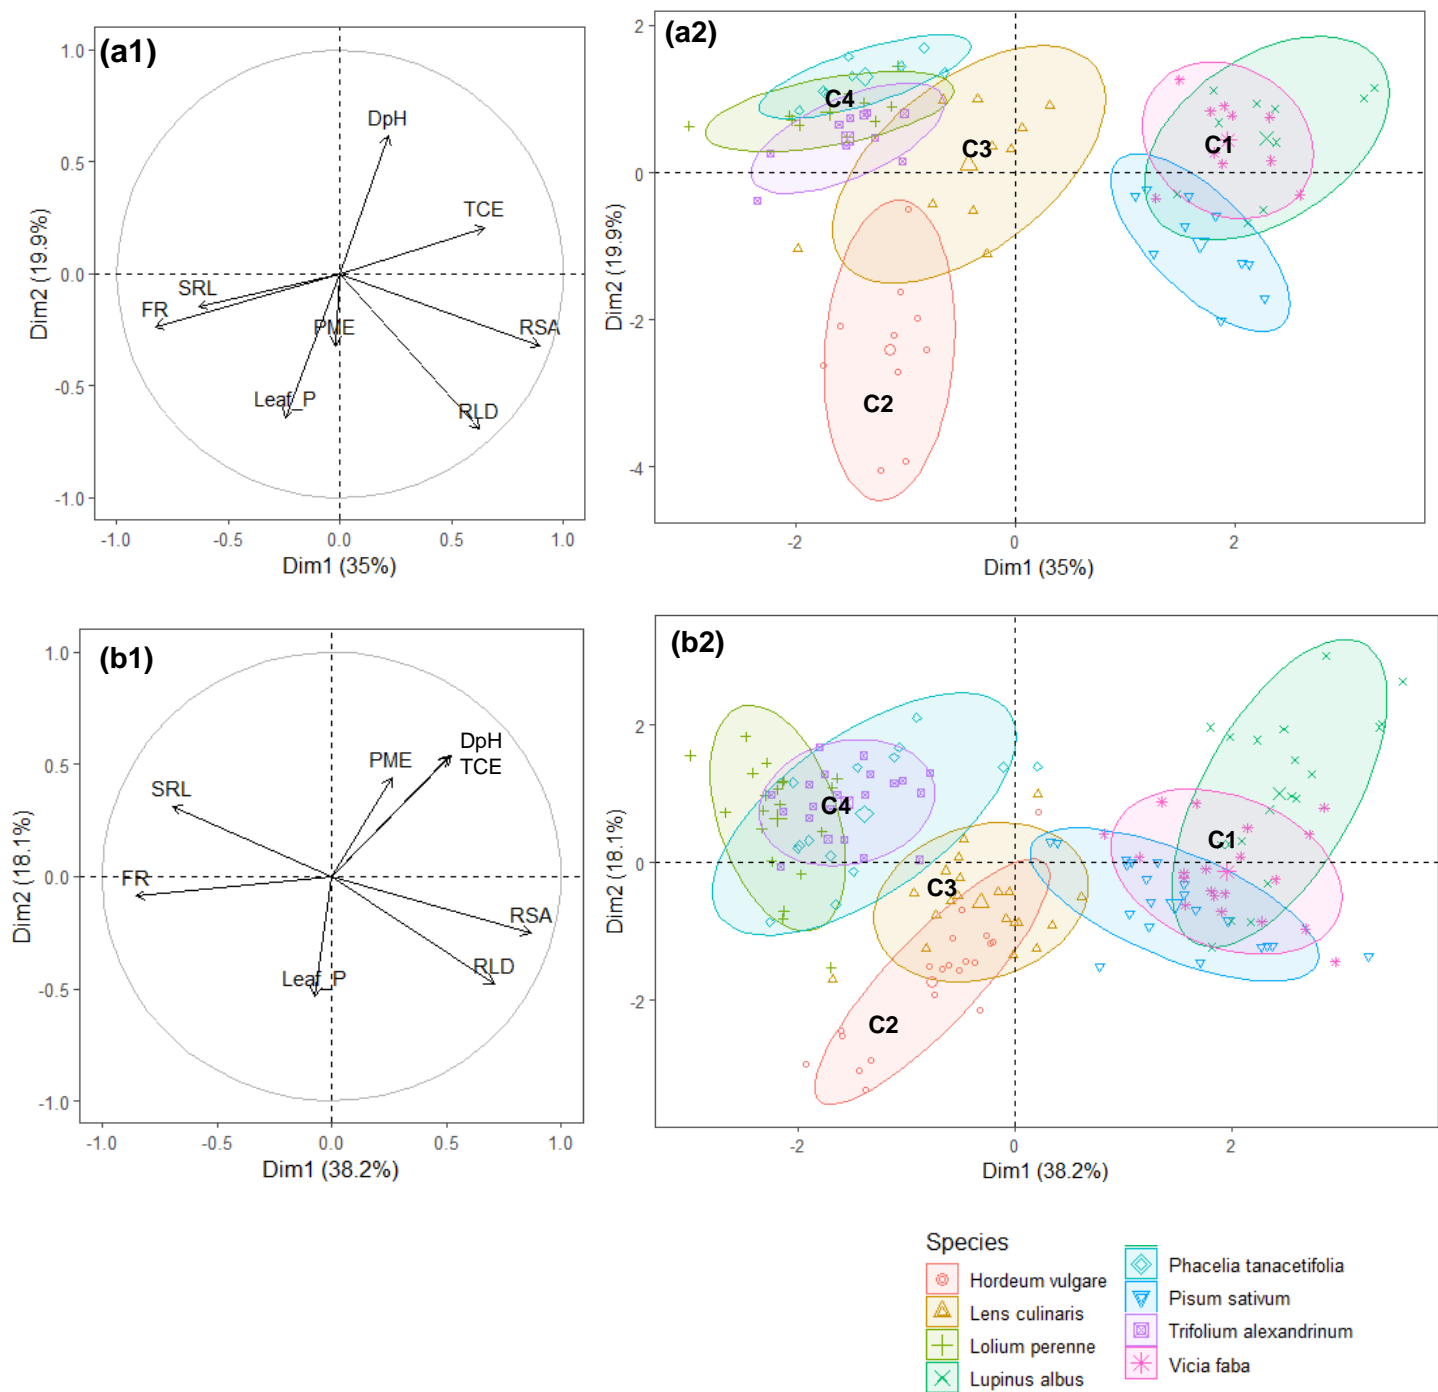 (a1)
1.0
0.5
0.0
-0.5
-1.0
Dim2 (19.9%)
DpH
TCE
SRL
FR
PME
RSA
Leaf_P
RLD
-1.0
-0.5
0.0
0.5
1.0
Dim1 (35%)
(a2)
2
0
-2
-4
Dim2 (19.9%)
C4
C3
C1
C2
-2
0
2
Dim1 (35%)
(b1)
1.0
0.5
0.0
-0.5
-1.0
Dim2 (18.1%)
DpH
PME
TCE
SRL
FR
RSA
RLD
Leaf_P
-1.0
-0.5
0.0
0.5
1.0
Dim1 (38.2%)
(b2)
2
0
-2
Dim2 (18.1%)
C4
C1
C3
C2
-2
0
2
Dim1 (38.2%)
Species
Hordeum vulgare
Lens culinaris
Lolium perenne
Lupinus albus
Phacelia tanacetifolia
Pisum sativum
Trifolium alexandrinum
Vicia faba